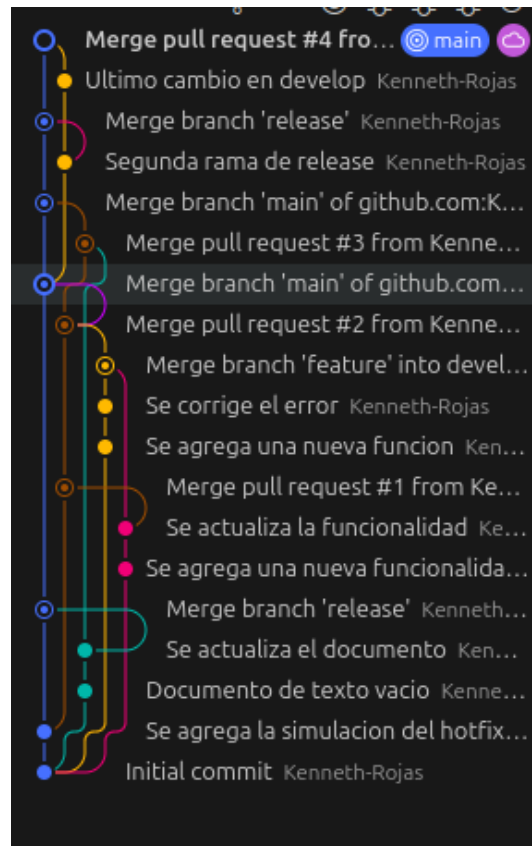 Merge pull request #4 fro... main
Ultimo cambio en develop Kenneth-Rojas
Merge branch 'release' Kenneth-Rojas
Segunda rama de release Kenneth-Rojas
Merge branch 'main' of github.com:K...
Merge pull request #3 from Kenne...
Merge branch 'main' of github.com...
Merge pull request #2 from Kenne...
Merge branch 'feature' into devel...
Se corrige el error Kenneth-Rojas
Se agrega una nueva funcion Ken...
Merge pull request #1 from Ke...
Se actualiza la funcionalidad Ke...
Se agrega una nueva funcionalida...
Merge branch 'release' Kenneth...
Se actualiza el documento Ken...
Documento de texto vacio Kenne...
Se agrega la simulacion del hotfix...
Initial commit Kenneth-Rojas